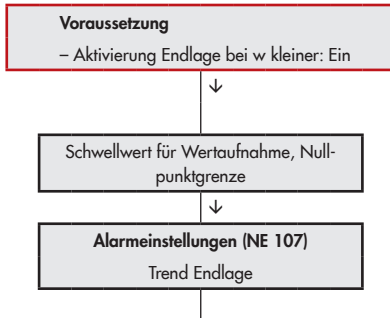 Voraussetzung
– Aktivierung Endlage bei w kleiner: Ein
Schwellwert für Wertaufnahme, Null-
punktgrenze
Alarmeinstellungen (NE 107)
Trend Endlage